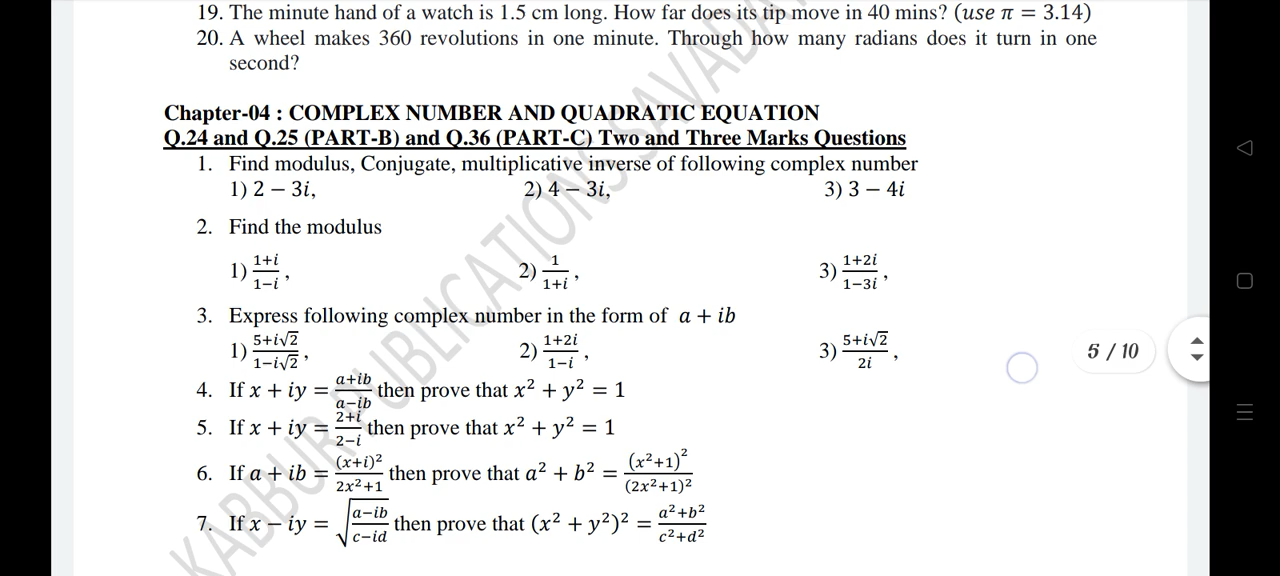 19. The minute hand of a watch is 1.5 cm long. How far does its tip move in 40 mins? (use π = 3.14)
20. A wheel makes 360 revolutions in one minute. Through how many radians does it turn in one
second?
Chapter-04 : COMPLEX NUMBER AND QUADRATIC EQUATION
Q.24 and Q.25 (PART-B) and Q.36 (PART-C) Two and Three Marks Questions
1. Find modulus, Conjugate, multiplicative inverse of following complex number
1) 2 − 3i, 2) 4 − 3i, 3) 3 − 4i
2. Find the modulus
1) (1+i)/(1−i) , 2) 1/(1+i) , 3) (1+2i)/(1−3i) ,
3. Express following complex number in the form of a + ib
1) (5+i√2)/(1−i√2) , 2) (1+2i)/(1−i) , 3) (5+i√2)/(2i) ,
4. If x + iy = (a+ib)/(a−ib) then prove that x² + y² = 1
5. If x + iy = (2+i)/(2−i) then prove that x² + y² = 1
6. If a + ib = (x+i)²/(2x²+1) then prove that a² + b² = (x²+1)²/(2x²+1)²
7. If x − iy = √((a−ib)/(c−id)) then prove that (x² + y²)² = (a²+b²)/(c²+d²)
5 / 10
KABBUR PUBLICATIONS SAVADA